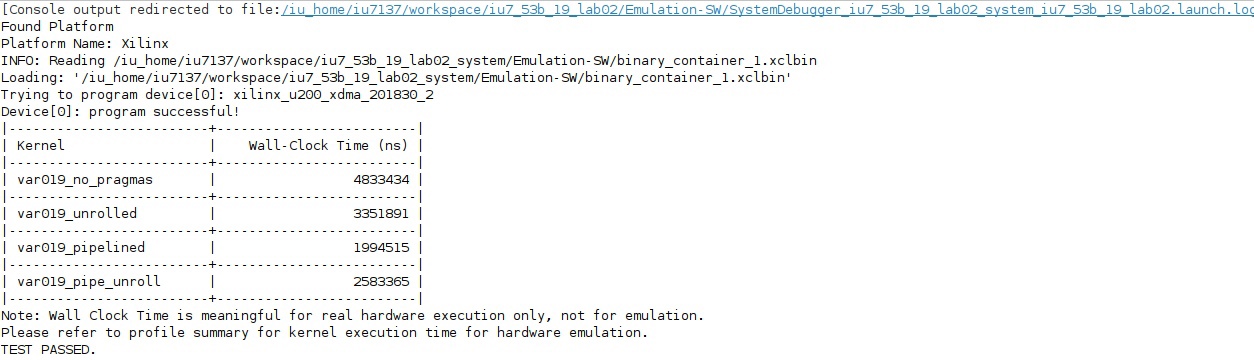 [Console output redirected to file:/iu_home/iu7137/workspace/iu7_53b_19_lab02/Emulation-SW/SystemDebugger_iu7_53b_19_lab02_system_iu7_53b_19_lab02.launch.log
Found Platform
Platform Name: Xilinx
INFO: Reading /iu_home/iu7137/workspace/iu7_53b_19_lab02_system/Emulation-SW/binary_container_1.xclbin
Loading: '/iu_home/iu7137/workspace/iu7_53b_19_lab02_system/Emulation-SW/binary_container_1.xclbin'
Trying to program device[0]: xilinx_u200_xdma_201830_2
Device[0]: program successful!
|-------------------------+-------------------------|
| Kernel                  |    Wall-Clock Time (ns) |
|-------------------------+-------------------------|
| var019_no_pragmas       |                 4833434 |
|-------------------------+-------------------------|
| var019_unrolled         |                 3351891 |
|-------------------------+-------------------------|
| var019_pipelined        |                 1994515 |
|-------------------------+-------------------------|
| var019_pipe_unroll      |                 2583365 |
|-------------------------+-------------------------|
Note: Wall Clock Time is meaningful for real hardware execution only, not for emulation.
Please refer to profile summary for kernel execution time for hardware emulation.
TEST PASSED.